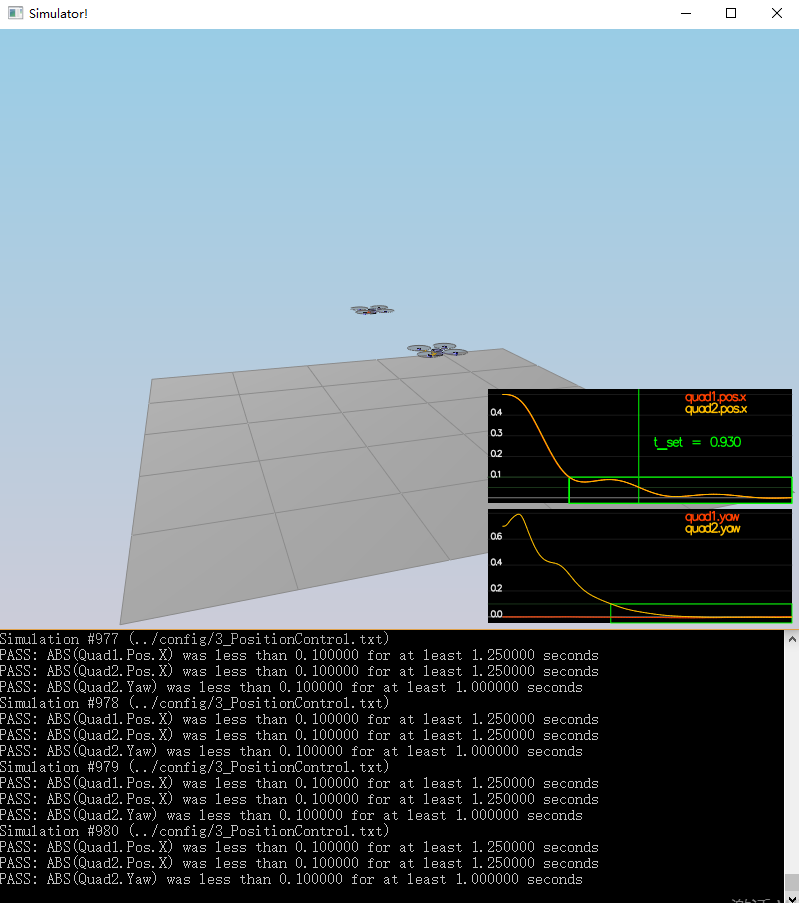 Simulator!
quad1.pos.x
quad2.pos.x
0.4
0.3
t_set = 0.930
0.2
0.1
quad1.yaw
quad2.yaw
0.6
0.4
0.2
0.0
Simulation #977 (../config/3_PositionControl.txt)
PASS: ABS(Quad1.Pos.X) was less than 0.100000 for at least 1.250000 seconds
PASS: ABS(Quad2.Pos.X) was less than 0.100000 for at least 1.250000 seconds
PASS: ABS(Quad2.Yaw) was less than 0.100000 for at least 1.000000 seconds
Simulation #978 (../config/3_PositionControl.txt)
PASS: ABS(Quad1.Pos.X) was less than 0.100000 for at least 1.250000 seconds
PASS: ABS(Quad2.Pos.X) was less than 0.100000 for at least 1.250000 seconds
PASS: ABS(Quad2.Yaw) was less than 0.100000 for at least 1.000000 seconds
Simulation #979 (../config/3_PositionControl.txt)
PASS: ABS(Quad1.Pos.X) was less than 0.100000 for at least 1.250000 seconds
PASS: ABS(Quad2.Pos.X) was less than 0.100000 for at least 1.250000 seconds
PASS: ABS(Quad2.Yaw) was less than 0.100000 for at least 1.000000 seconds
Simulation #980 (../config/3_PositionControl.txt)
PASS: ABS(Quad1.Pos.X) was less than 0.100000 for at least 1.250000 seconds
PASS: ABS(Quad2.Pos.X) was less than 0.100000 for at least 1.250000 seconds
PASS: ABS(Quad2.Yaw) was less than 0.100000 for at least 1.000000 seconds